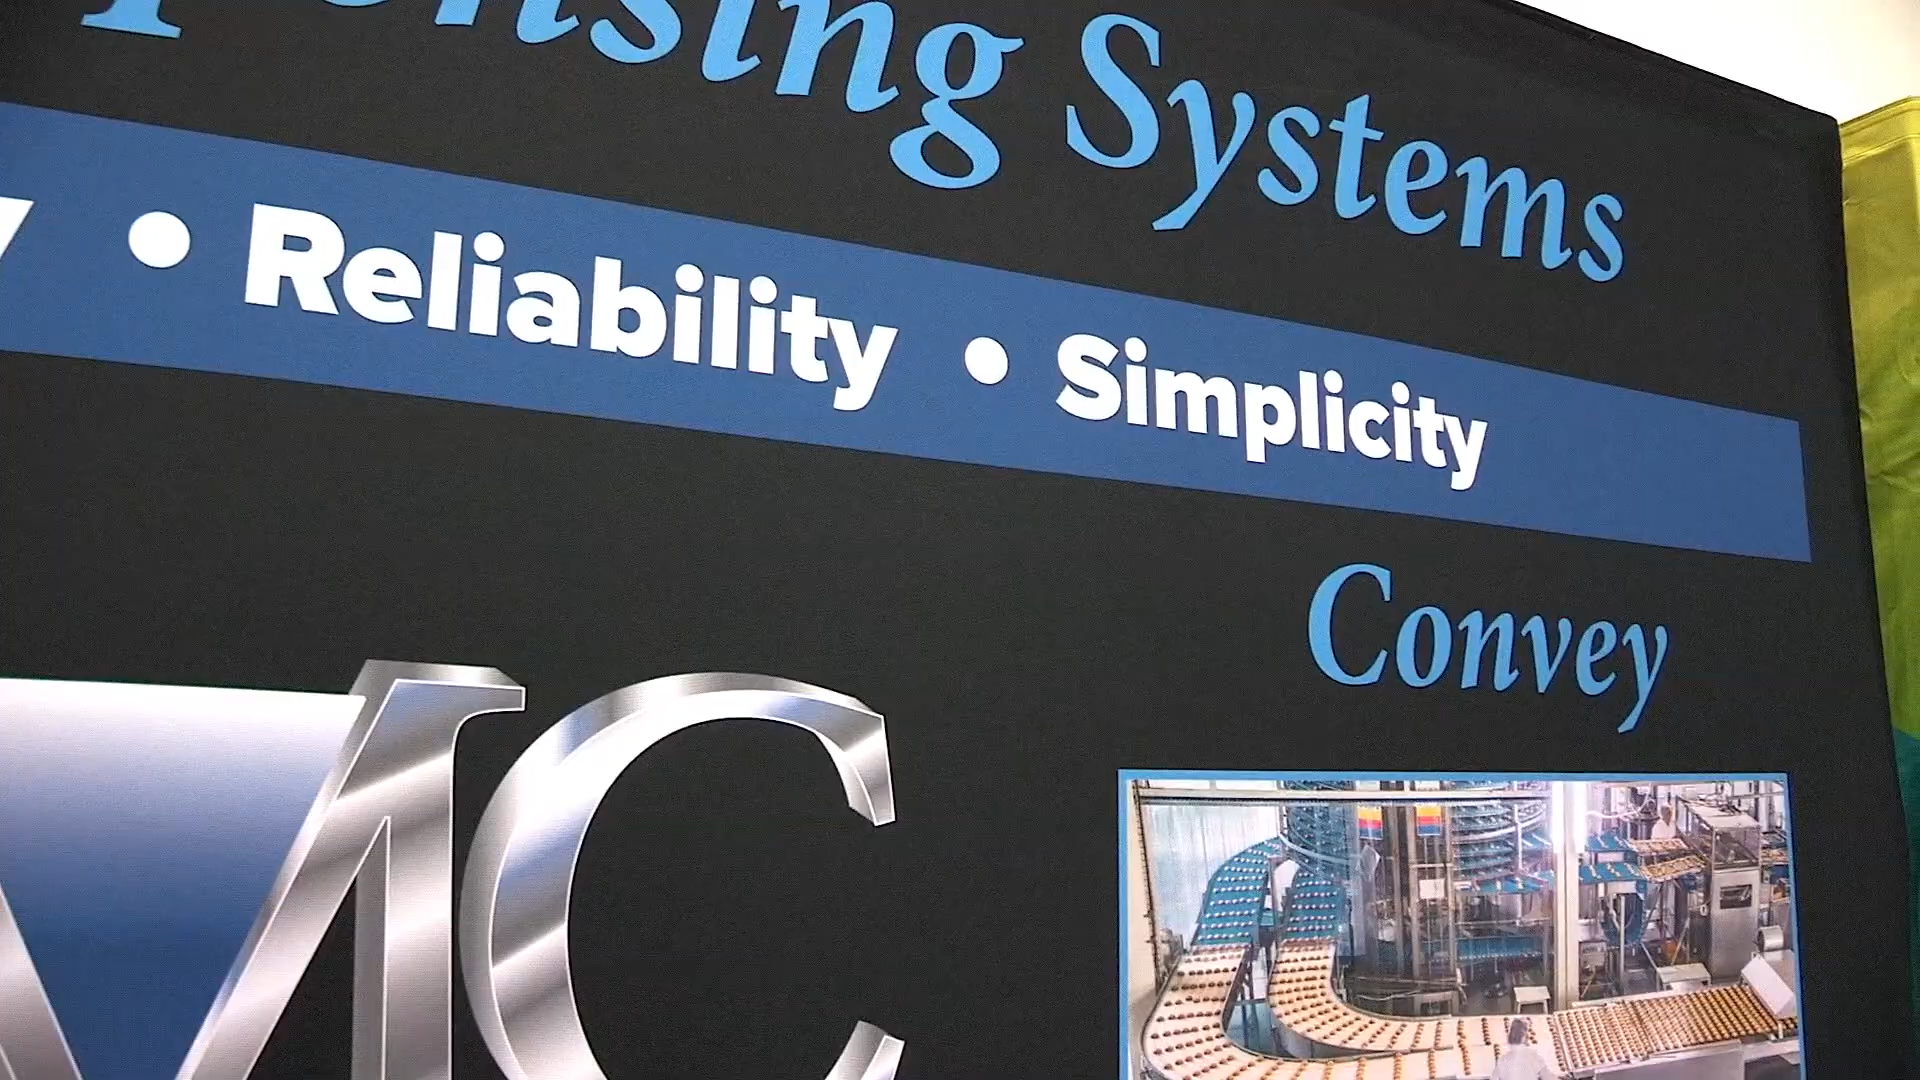 Systems
• Reliability • Simplicity
Convey
MC